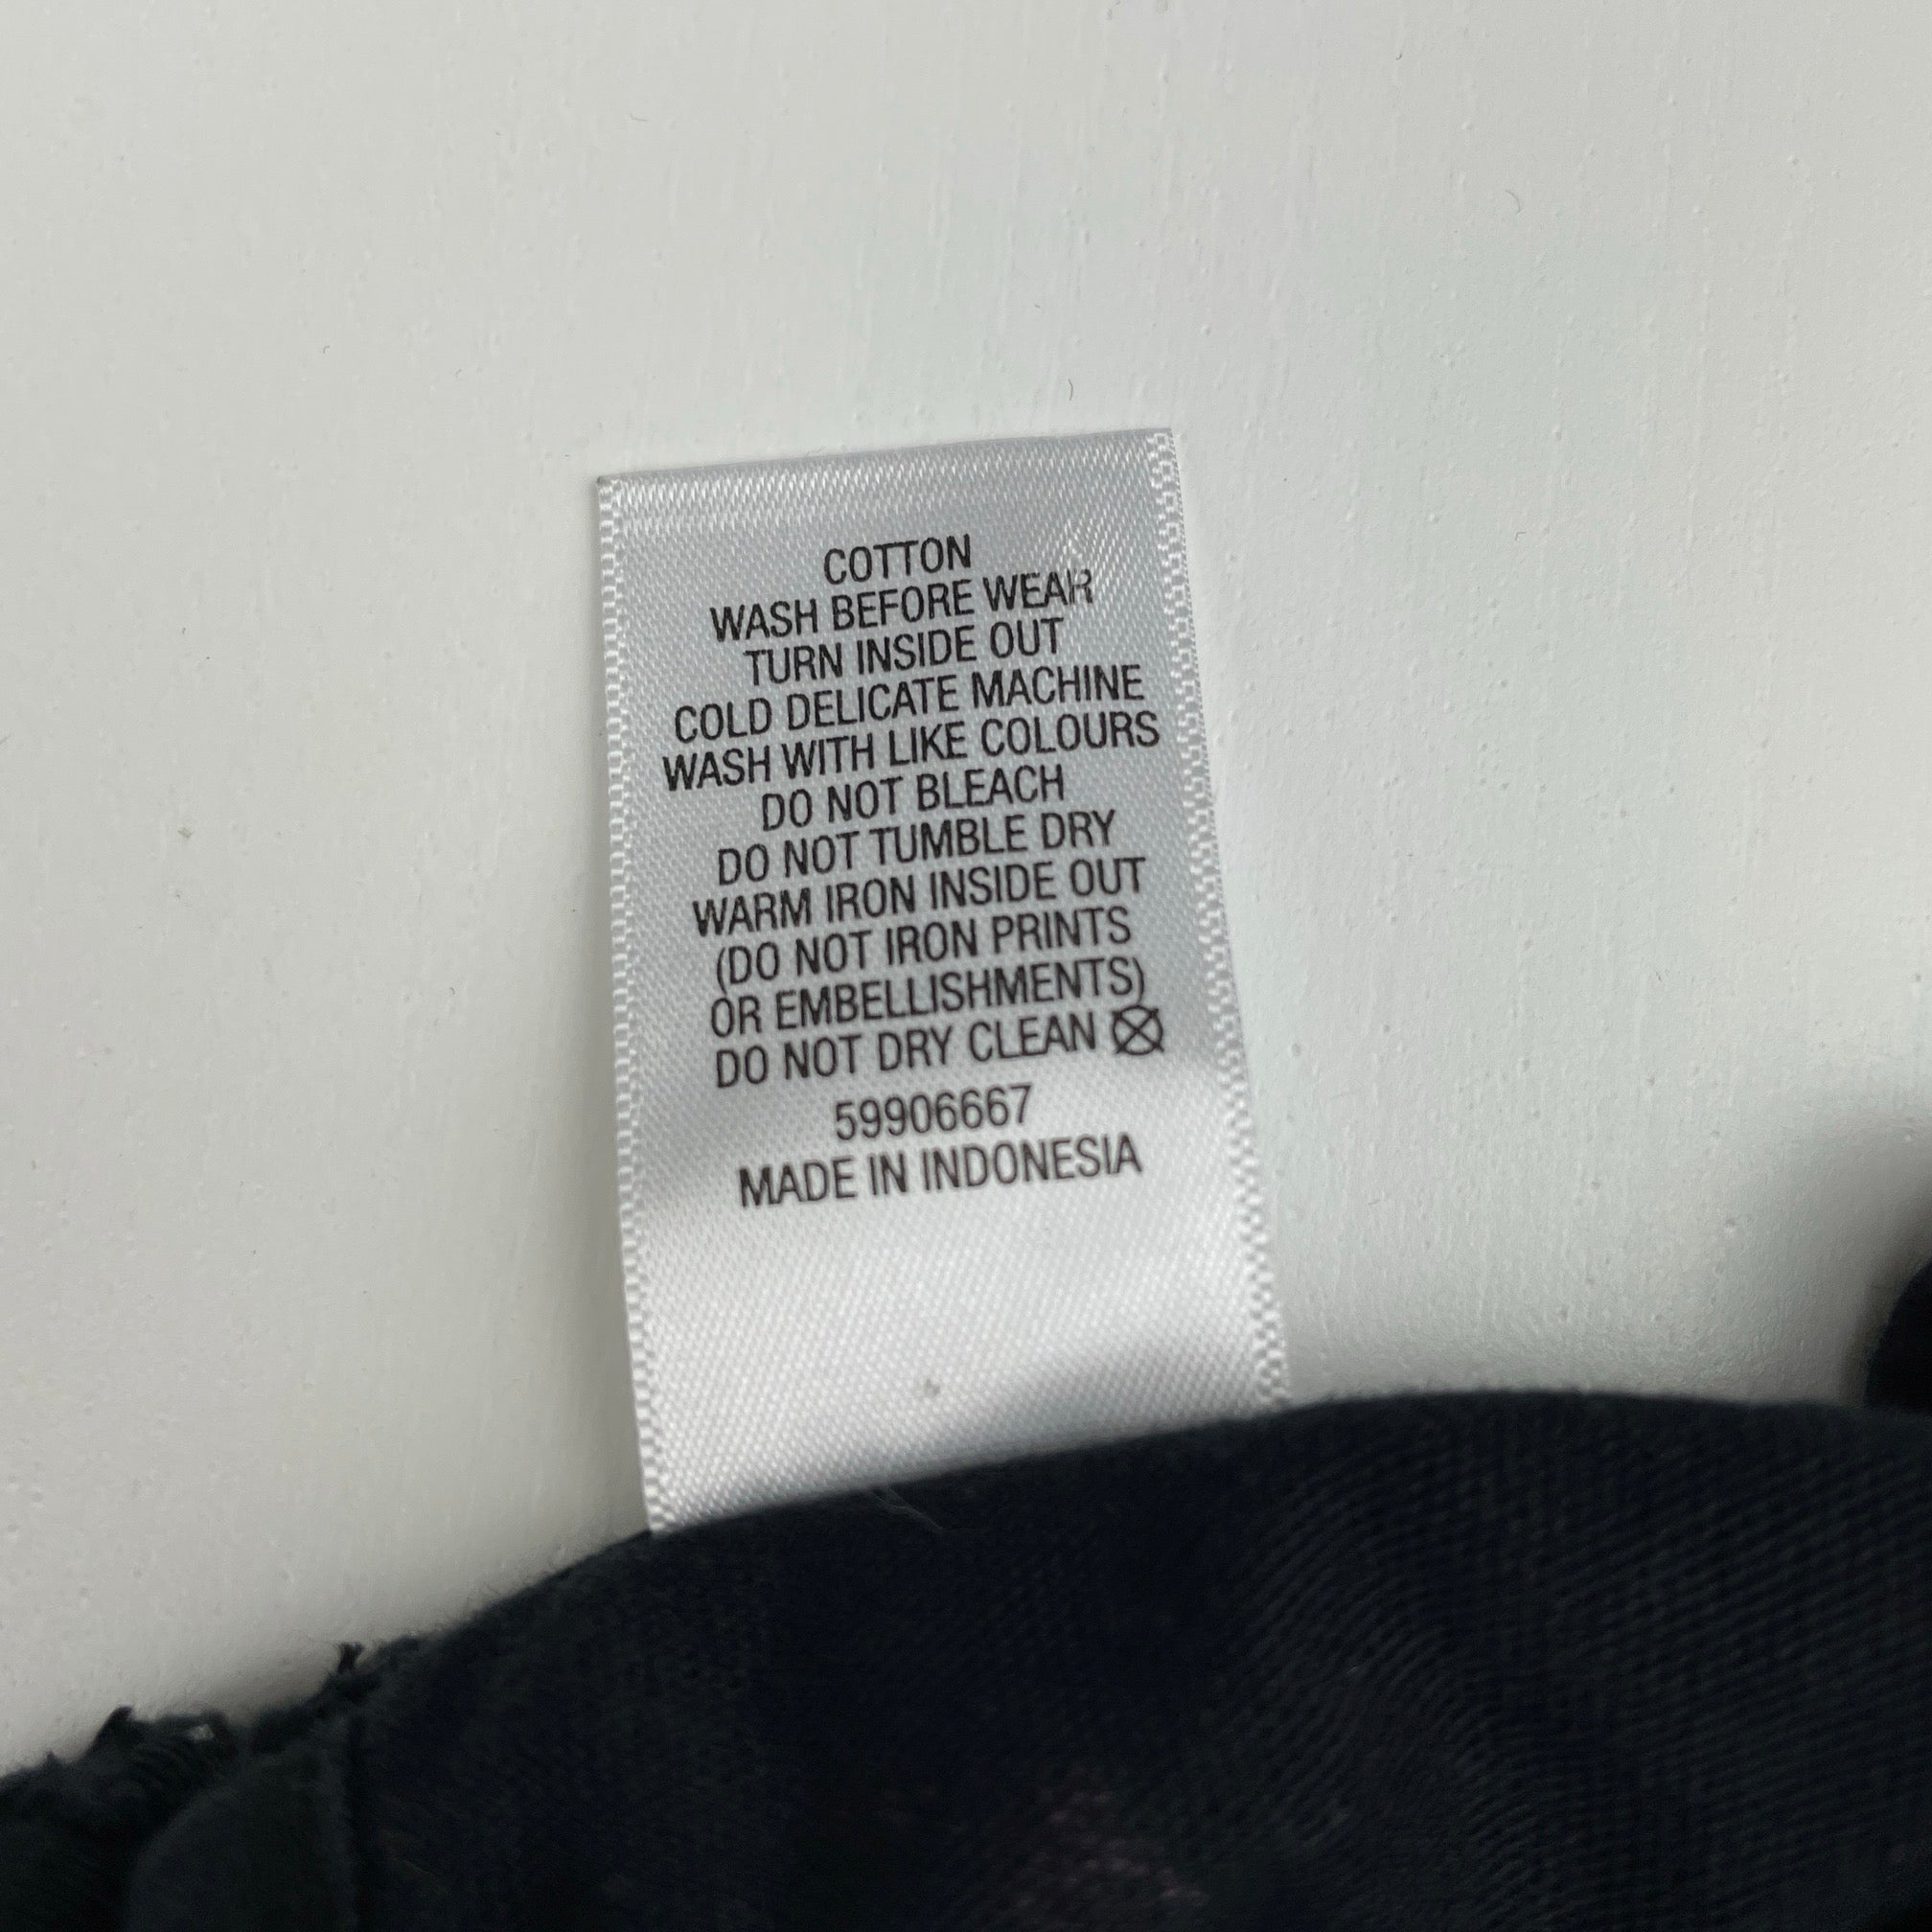 COTTON
WASH BEFORE WEAR
TURN INSIDE OUT
COLD DELICATE MACHINE
WASH WITH LIKE COLOURS
DO NOT BLEACH
DO NOT TUMBLE DRY
WARM IRON INSIDE OUT
(DO NOT IRON PRINTS
OR EMBELLISHMENTS)
DO NOT DRY CLEAN
59906667
MADE IN INDONESIA